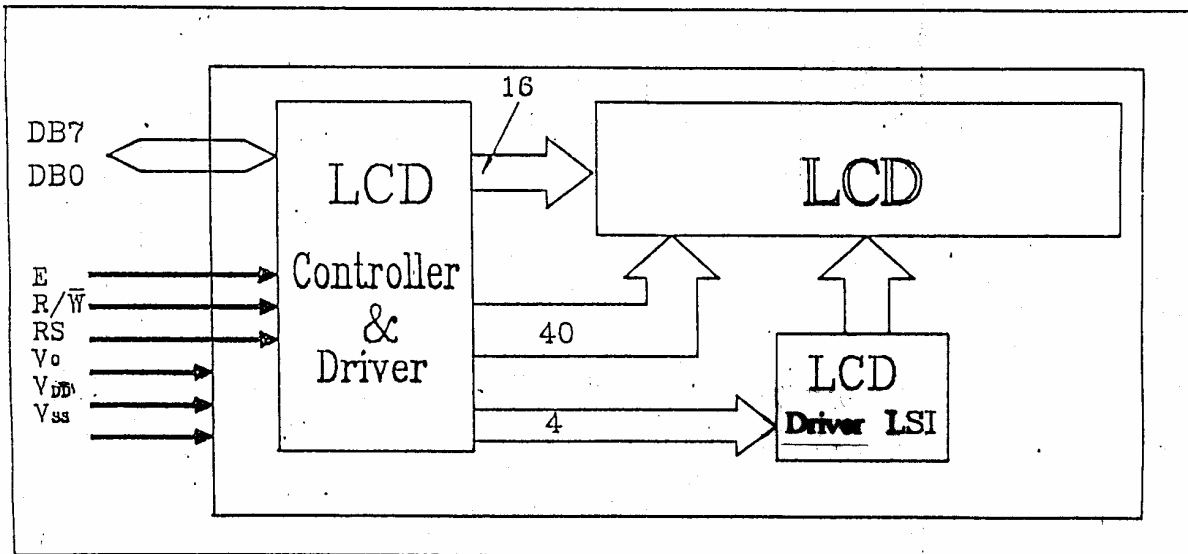 16
DB7
DB0
LCD
Controller
&
Driver
LCD
E
R/W̅
RS
Vo
VDD
Vss
40
4
LCD
Driver LSI